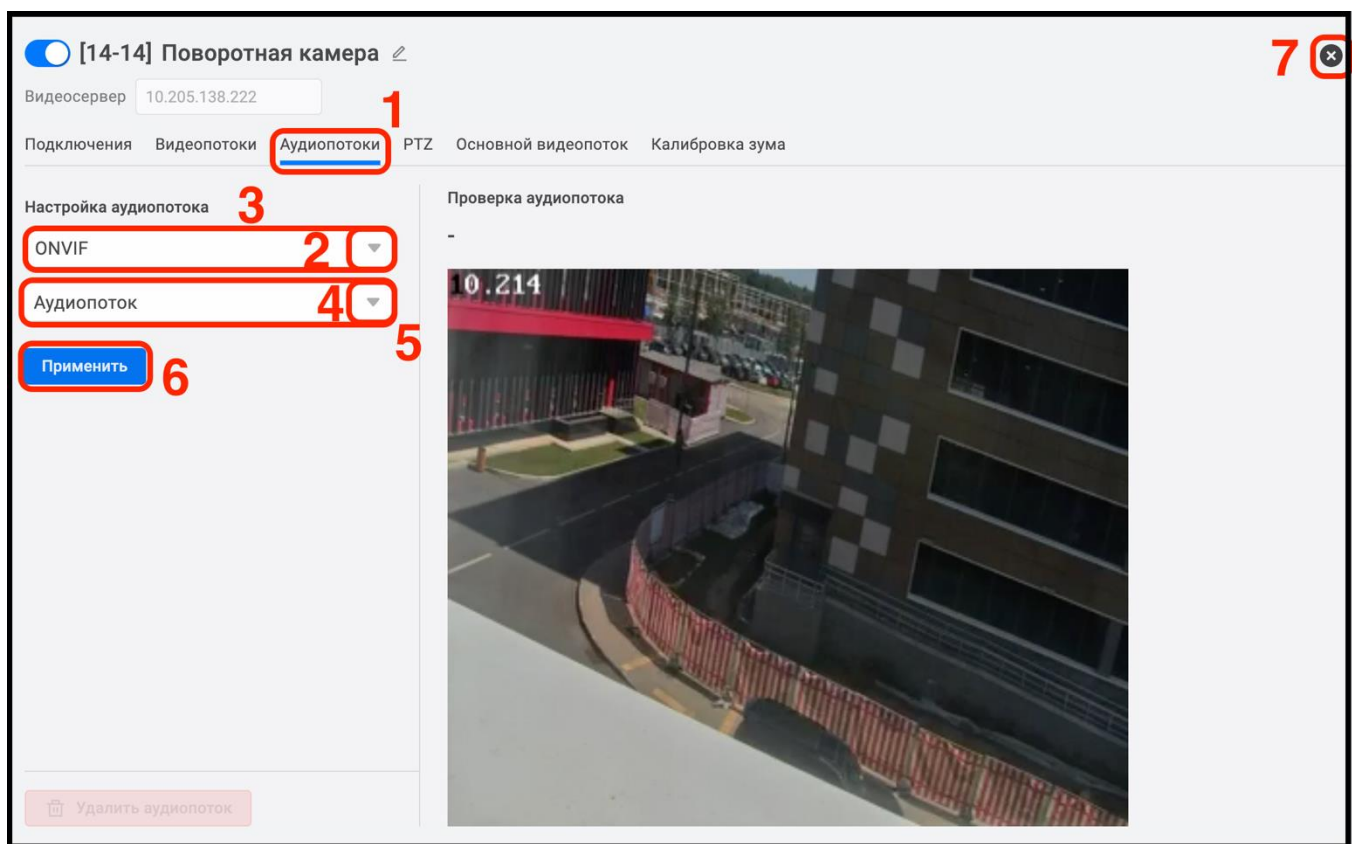 [14-14] Поворотная камера
7
Видеосервер 10.205.138.222
1
Подключения Видеопотоки Аудиопотоки PTZ Основной видеопоток Калибровка зума
Настройка аудиопотока
3
Проверка аудиопотока
ONVIF
2
-
Аудиопоток
4
5
10.214
Применить
6
Удалить аудиопоток